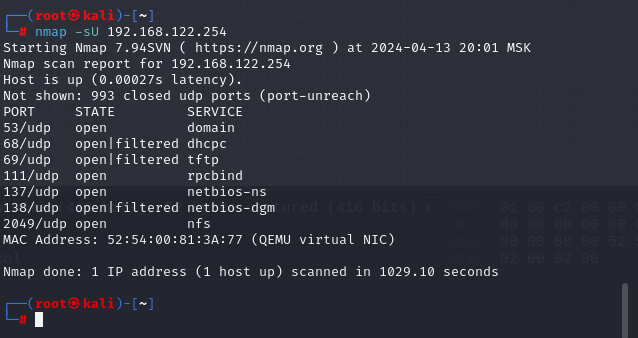 ┌──(root㉿kali)-[~]
└─# nmap -sU 192.168.122.254
Starting Nmap 7.94SVN ( https://nmap.org ) at 2024-04-13 20:01 MSK
Nmap scan report for 192.168.122.254
Host is up (0.00027s latency).
Not shown: 993 closed udp ports (port-unreach)
PORT     STATE         SERVICE
53/udp   open          domain
68/udp   open|filtered dhcpc
69/udp   open|filtered tftp
111/udp  open          rpcbind
137/udp  open          netbios-ns
138/udp  open|filtered netbios-dgm
2049/udp open          nfs
MAC Address: 52:54:00:81:3A:77 (QEMU virtual NIC)
Nmap done: 1 IP address (1 host up) scanned in 1029.10 seconds
┌──(root㉿kali)-[~]
└─#